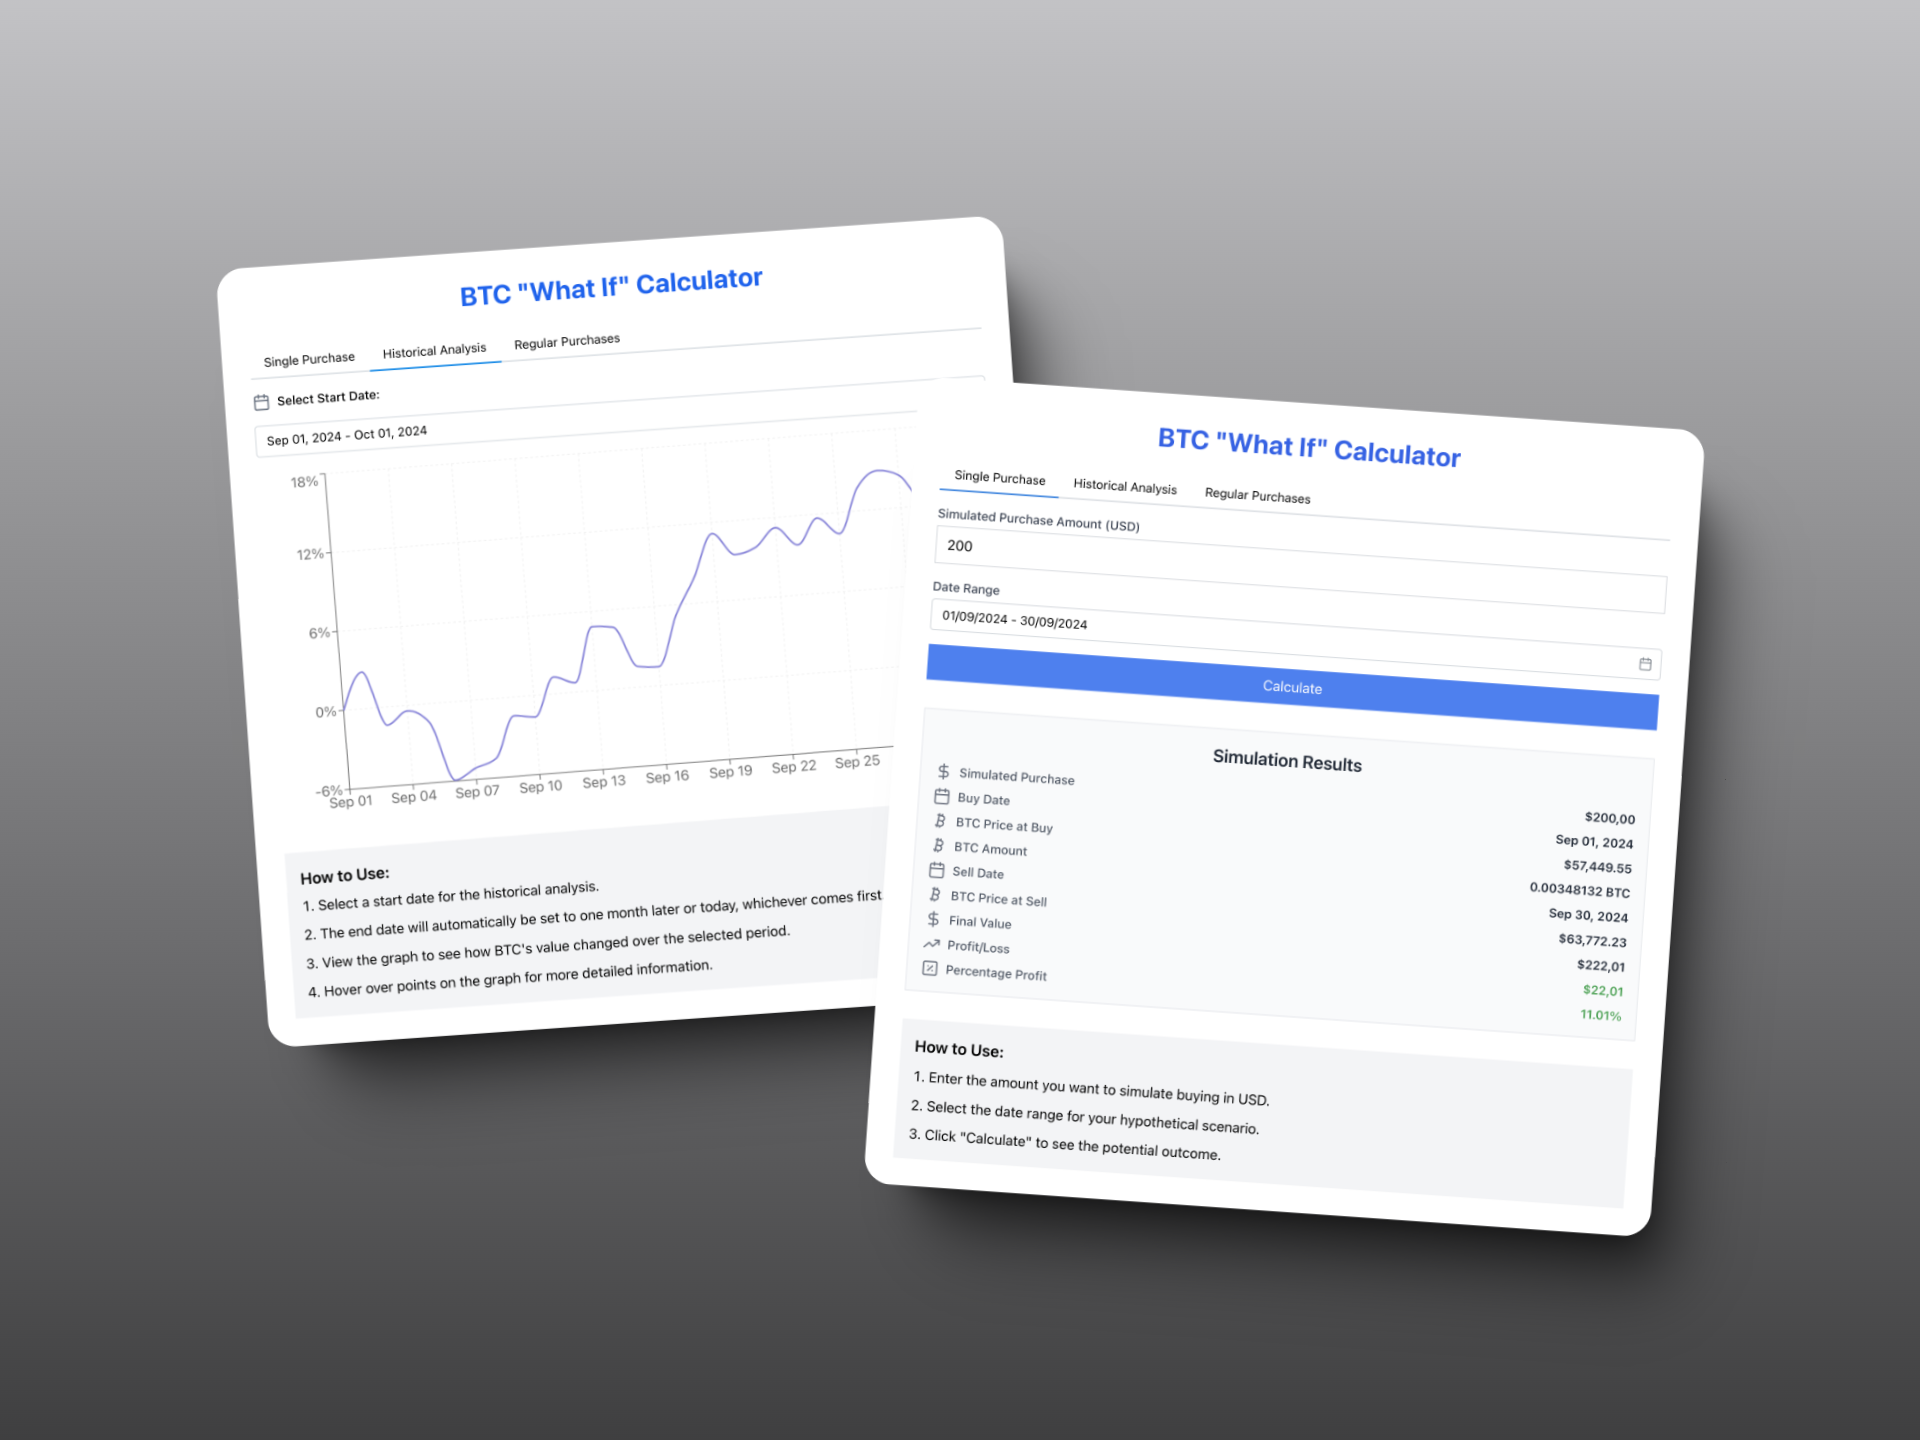 BTC "What If" Calculator
Single Purchase
Historical Analysis
Regular Purchases
Select Start Date:
Sep 01, 2024 - Oct 01, 2024
18%
12%
6%
0%
-6%
Sep 01
Sep 04
Sep 07
Sep 10
Sep 13
Sep 16
Sep 19
Sep 22
Sep 25
How to Use:
1. Select a start date for the historical analysis.
2. The end date will automatically be set to one month later or today, whichever comes first
3. View the graph to see how BTC's value changed over the selected period.
4. Hover over points on the graph for more detailed information.
BTC "What If" Calculator
Single Purchase
Historical Analysis
Regular Purchases
Simulated Purchase Amount (USD)
200
Date Range
01/09/2024 - 30/09/2024
Calculate
Simulation Results
Simulated Purchase $200,00
Buy Date Sep 01, 2024
BTC Price at Buy $57,449.55
BTC Amount 0.00348132 BTC
Sell Date Sep 30, 2024
BTC Price at Sell $63,772.23
Final Value $222,01
Profit/Loss $22,01
Percentage Profit 11.01%
How to Use:
1. Enter the amount you want to simulate buying in USD.
2. Select the date range for your hypothetical scenario.
3. Click "Calculate" to see the potential outcome.